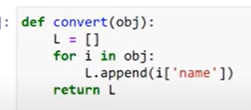 ]: def convert(obj):
    L = []
    for i in obj:
        L.append(i['name'])
    return L